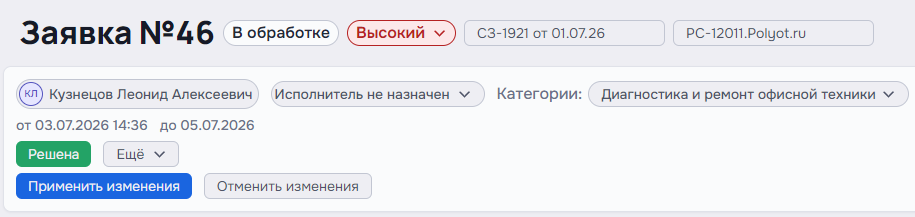 Заявка №46 В обработке Высокий СЗ-1921 от 01.07.26 PC-12011.Polyot.ru
КЛ Кузнецов Леонид Алексеевич Исполнитель не назначен Категории: Диагностика и ремонт офисной техники
от 03.07.2026 14:36 до 05.07.2026
Решена Ещё
Применить изменения Отменить изменения